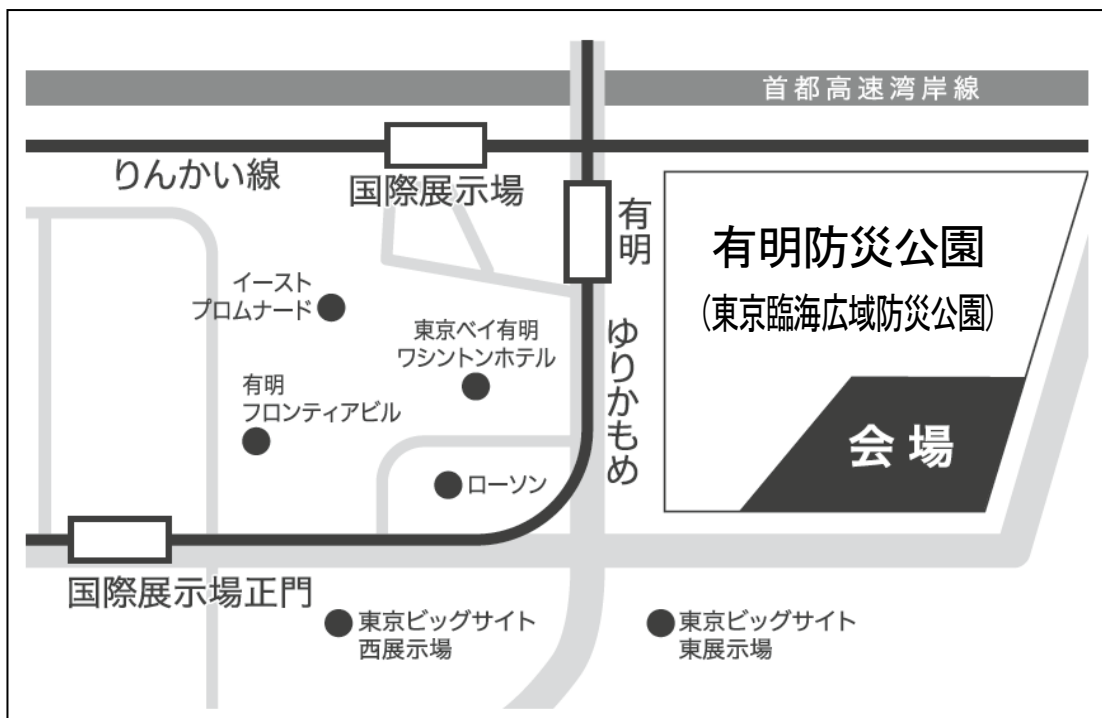 首都高速湾岸線
りんかい線
国際展示場
有明
有明防災公園
(東京臨海広域防災公園)
イースト
プロムナード
東京ベイ有明
ワシントンホテル
ゆりかもめ
有明
フロンティアビル
会場
ローソン
国際展示場正門
東京ビッグサイト
西展示場
東京ビッグサイト
東展示場